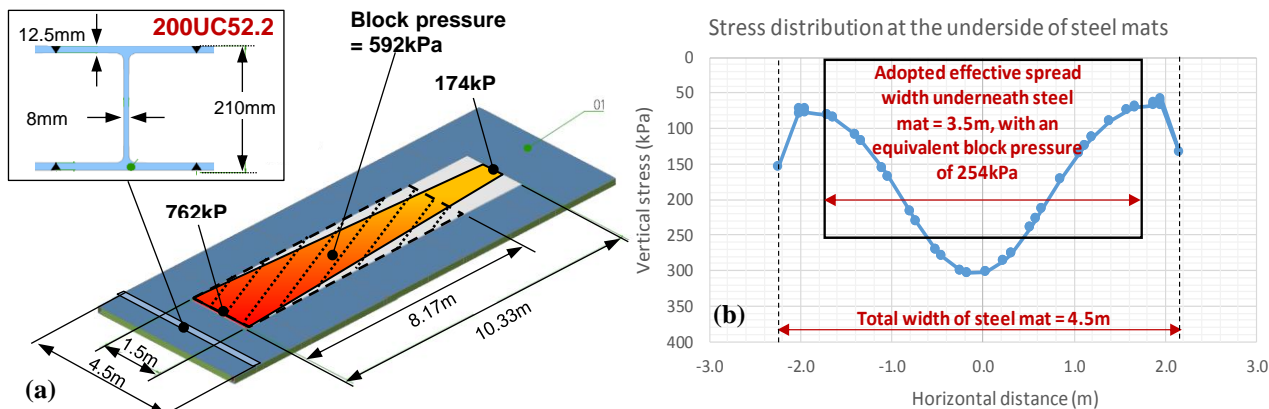 200UC52.2
12.5mm
210mm
8mm
Block pressure
= 592kPa
174kP
01
762kP
8.17m
10.33m
1.5m
4.5m
(a)
Stress distribution at the underside of steel mats
Vertical stress (kPa)
0
50
100
150
200
250
300
350
400
Adopted effective spread
width underneath steel
mat = 3.5m, with an
equivalent block pressure
of 254kPa
Total width of steel mat = 4.5m
(b)
-3.0
-2.0
-1.0
0.0
1.0
2.0
3.0
Horizontal distance (m)